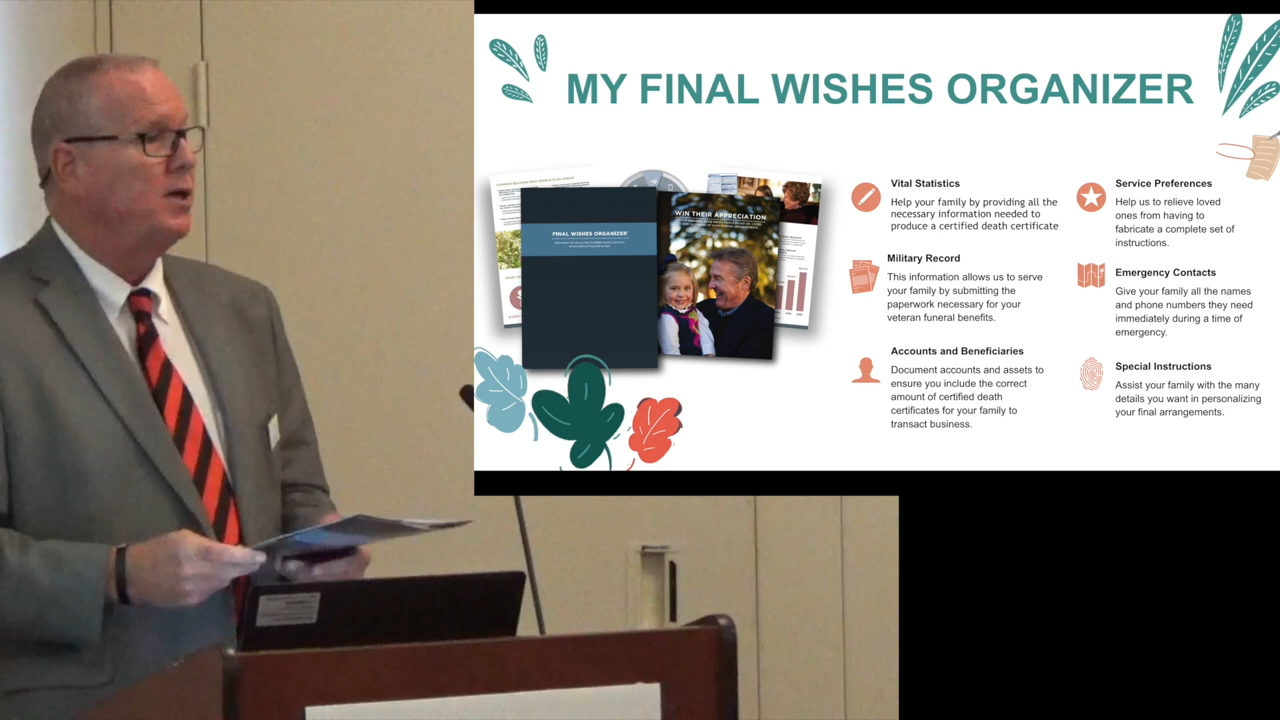 MY FINAL WISHES ORGANIZER
FINAL WISHES ORGANIZER
WIN THEIR APPRECIATION
Vital Statistics
Help your family by providing all the
necessary information needed to
produce a certified death certificate
Military Record
This information allows us to serve
your family by submitting the
paperwork necessary for your
veteran funeral benefits.
Accounts and Beneficiaries
Document accounts and assets to
ensure you include the correct
amount of certified death
certificates for your family to
transact business.
Service Preferences
Help us to relieve loved
ones from having to
fabricate a complete set of
instructions.
Emergency Contacts
Give your family all the names
and phone numbers they need
immediately during a time of
emergency.
Special Instructions
Assist your family with the many
details you want in personalizing
your final arrangements.